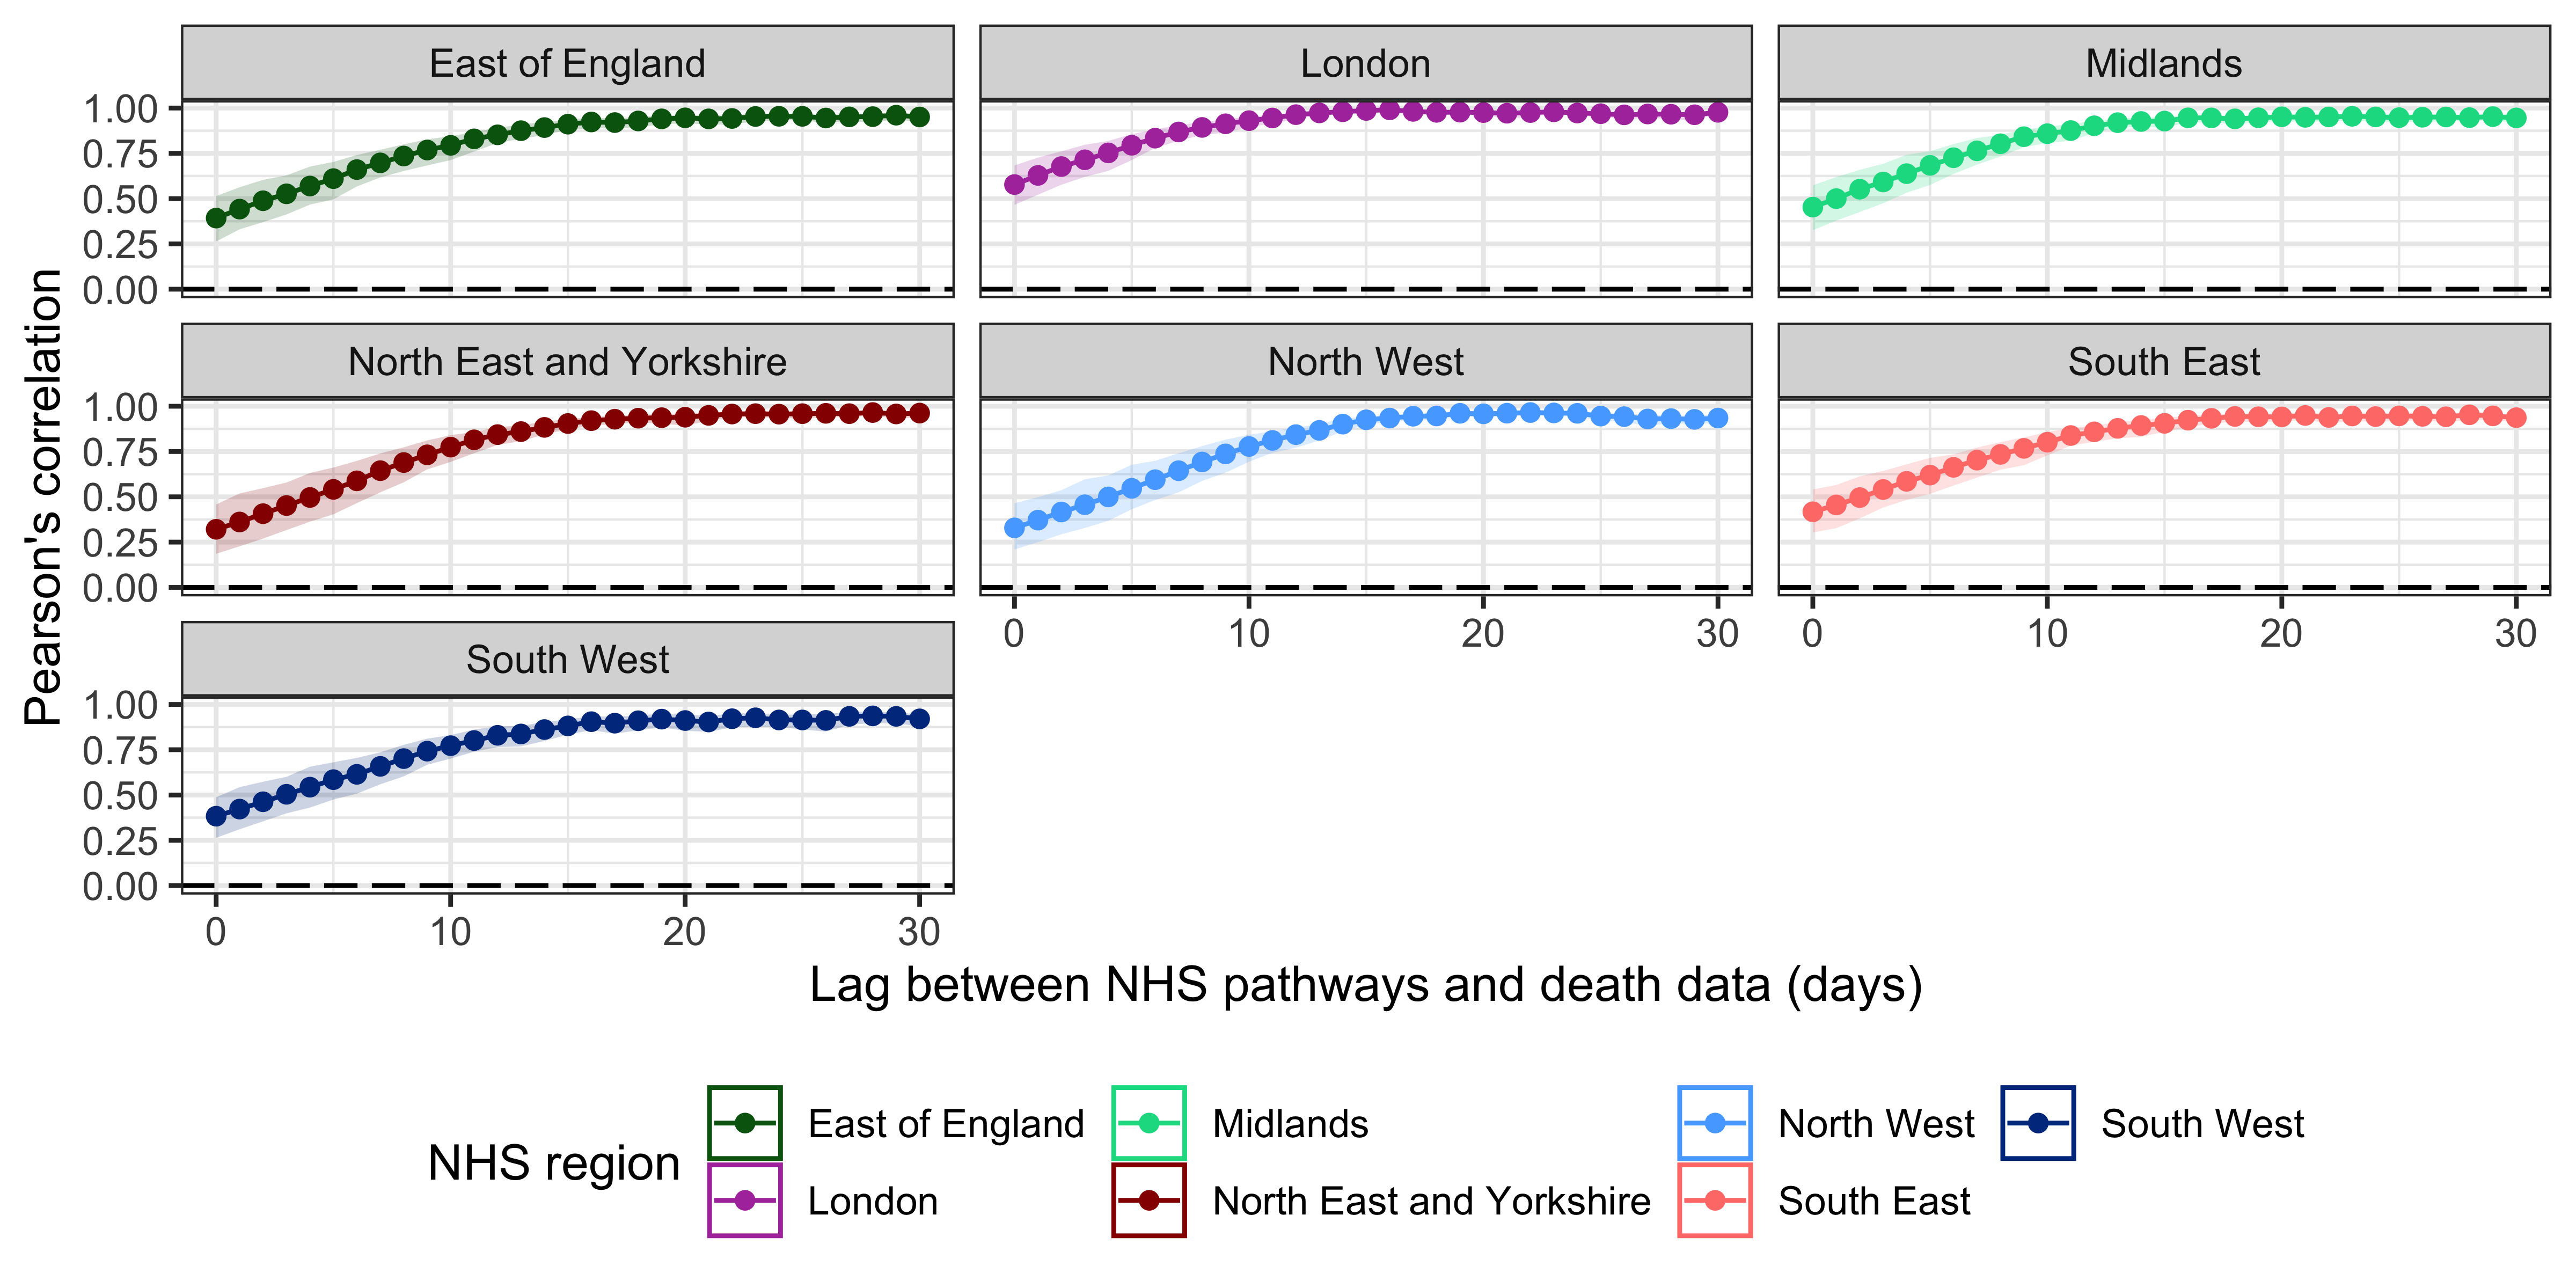 East of England
London
Midlands
1.00
0.75
0.50
0.25
0.00
North East and Yorkshire
North West
South East
1.00
0.75
0.50
0.25
0.00
0 10 20 30
0 10 20 30
South West
1.00
0.75
0.50
0.25
0.00
0 10 20 30
Pearson's correlation
Lag between NHS pathways and death data (days)
NHS region
East of England
London
Midlands
North East and Yorkshire
North West
South East
South West